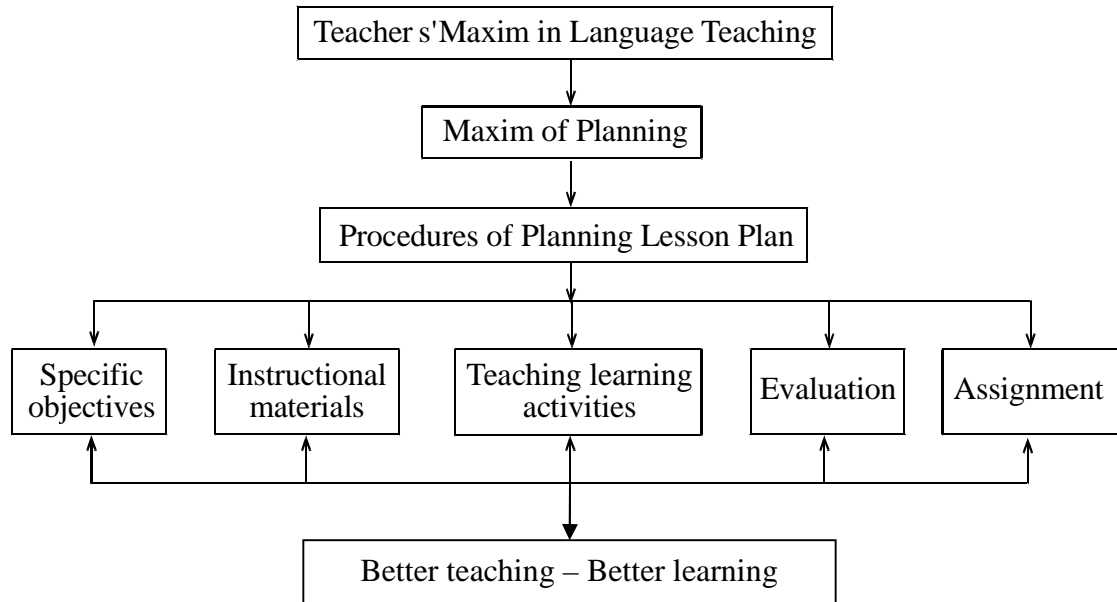 Teacher s'Maxim in Language Teaching
Maxim of Planning
Procedures of Planning Lesson Plan
Specific
objectives
Instructional
materials
Teaching learning
activities
Evaluation
Assignment
Better teaching – Better learning